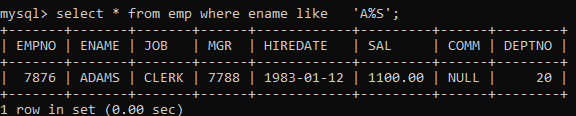 mysql> select * from emp where ename like   'A%S';
+-------+-------+-------+------+------------+---------+------+--------+
| EMPNO | ENAME | JOB   | MGR  | HIREDATE   | SAL     | COMM | DEPTNO |
+-------+-------+-------+------+------------+---------+------+--------+
|  7876 | ADAMS | CLERK | 7788 | 1983-01-12 | 1100.00 | NULL |     20 |
+-------+-------+-------+------+------------+---------+------+--------+
1 row in set (0.00 sec)